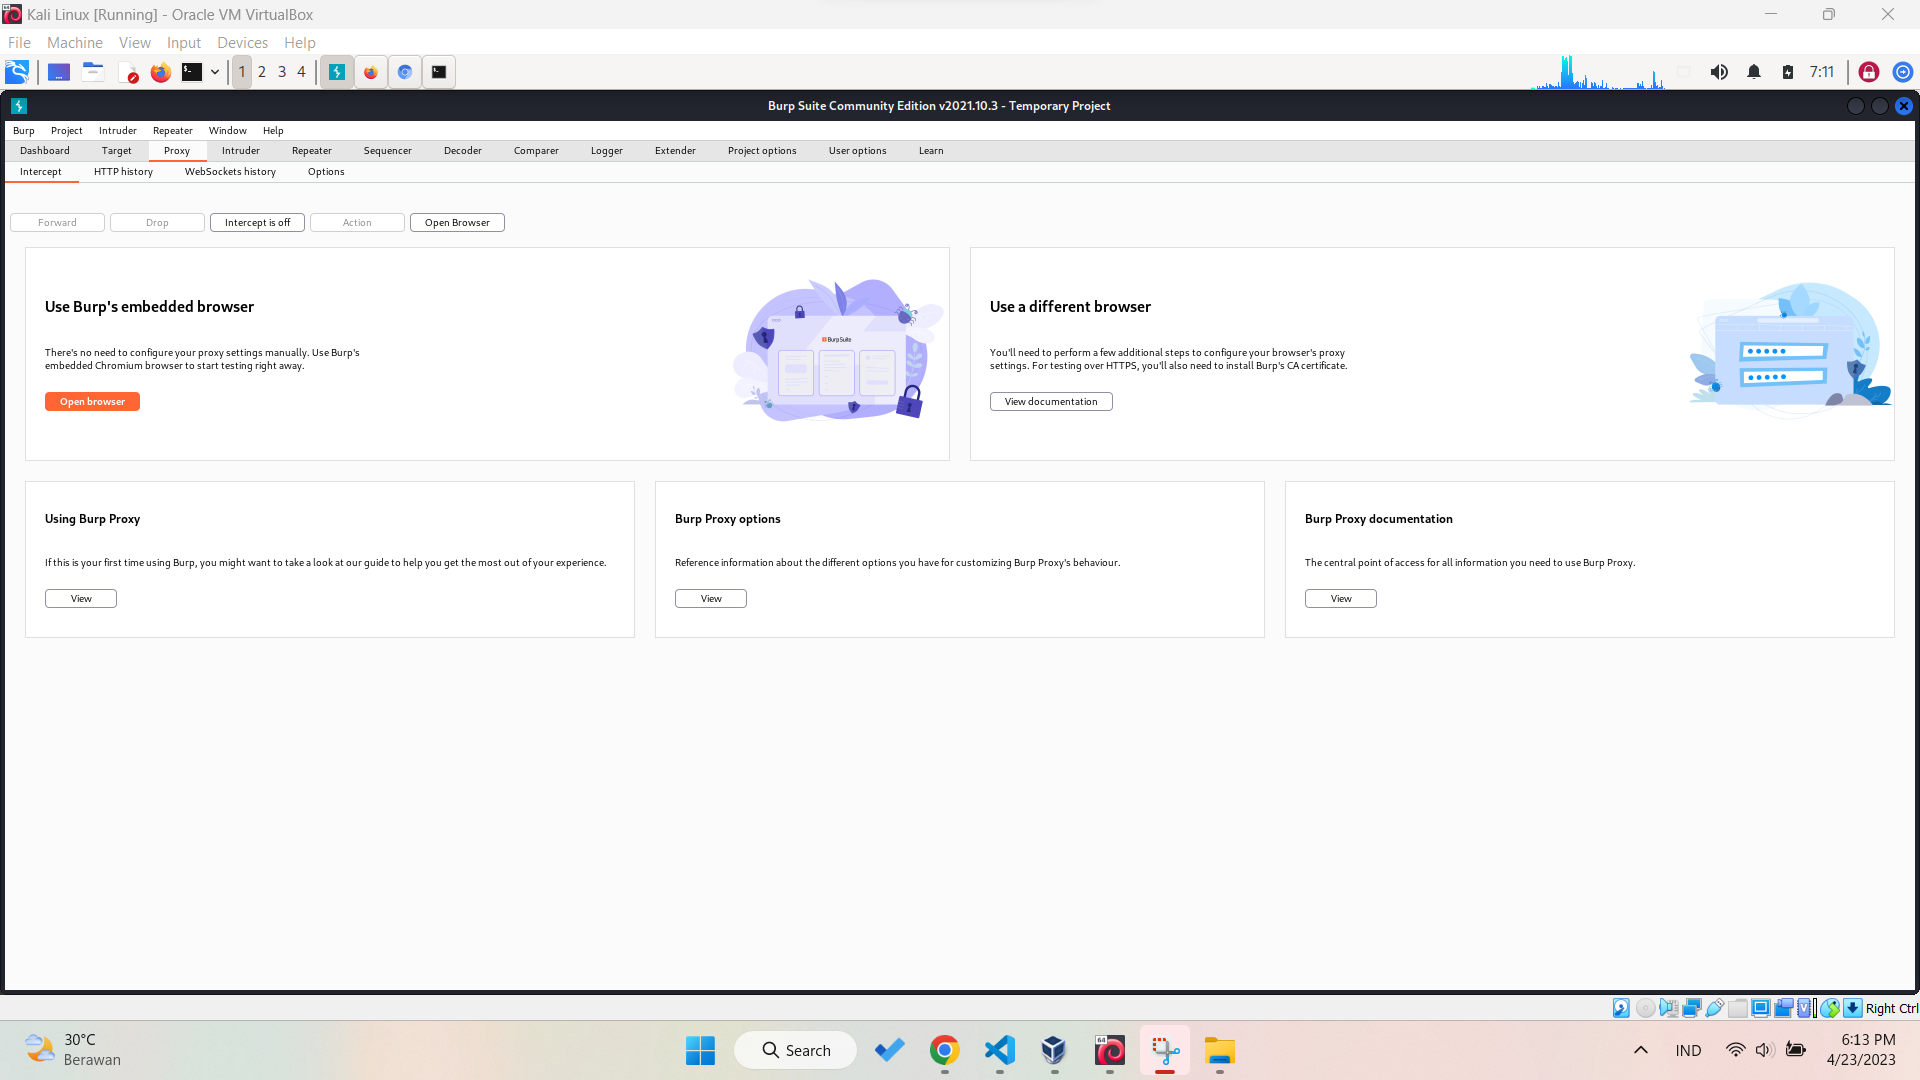 Kali Linux [Running] - Oracle VM VirtualBox
File Machine View Input Devices Help
1 2 3 4
7:11
Burp Suite Community Edition v2021.10.3 - Temporary Project
Burp Project Intruder Repeater Window Help
Dashboard Target Proxy Intruder Repeater Sequencer Decoder Comparer Logger Extender Project options User options Learn
Intercept HTTP history WebSockets history Options
Forward Drop Intercept is off Action Open Browser
Use Burp's embedded browser
There's no need to configure your proxy settings manually. Use Burp's
embedded Chromium browser to start testing right away.
Open browser
Burp Suite
Use a different browser
You'll need to perform a few additional steps to configure your browser's proxy
settings. For testing over HTTPS, you'll also need to install Burp's CA certificate.
View documentation
Using Burp Proxy
If this is your first time using Burp, you might want to take a look at our guide to help you get the most out of your experience.
View
Burp Proxy options
Reference information about the different options you have for customizing Burp Proxy's behaviour.
View
Burp Proxy documentation
The central point of access for all information you need to use Burp Proxy.
View
Right Ctrl
30°C
Berawan
Search
64
IND
6:13 PM
4/23/2023